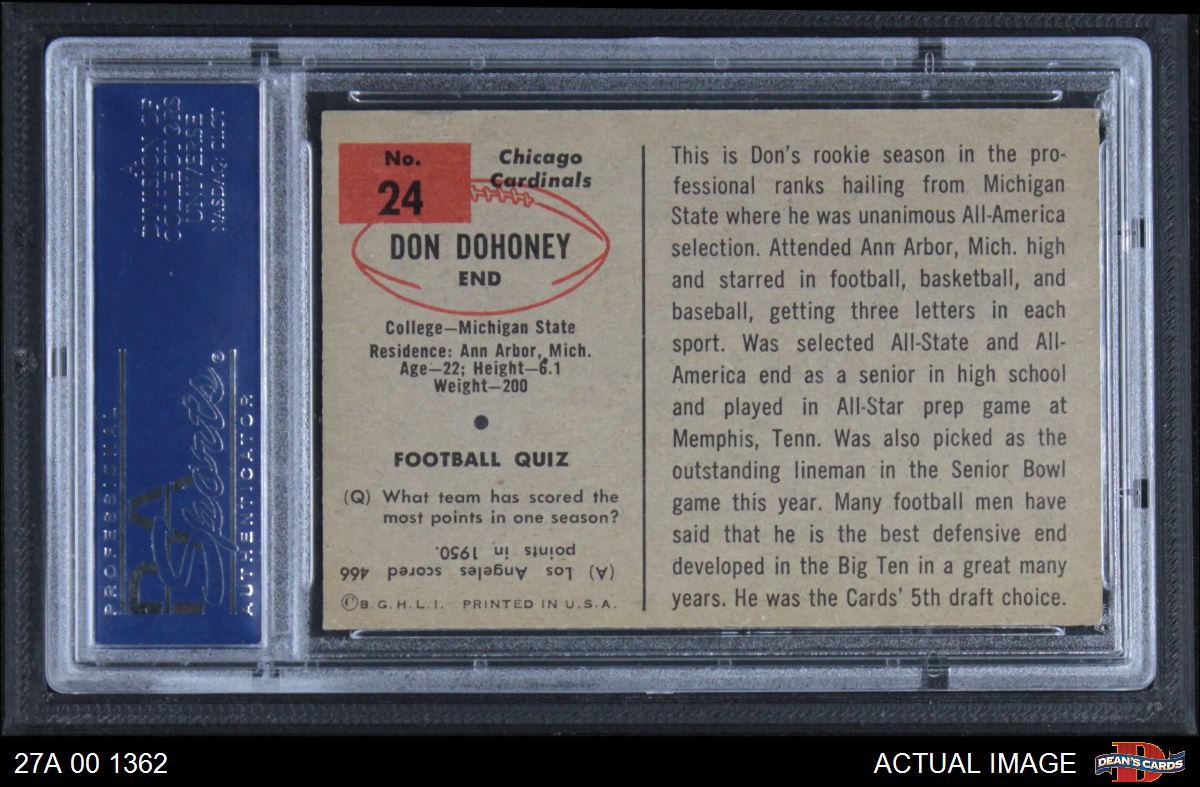 A
DIVISION OF
COLLECTORS
UNIVERSE
NASDAQ: CLCT
PROFESSIONAL
PSA
Sports
®
AUTHENTICATOR
No.
24
Chicago
Cardinals
DON DOHONEY
END
College—Michigan State
Residence: Ann Arbor, Mich.
Age—22; Height—6.1
Weight—200
FOOTBALL QUIZ
(Q) What team has scored the
most points in one season?
(A) Los Angeles scored 466
points in 1950.
©B.G.H.L.I. PRINTED IN U.S.A.
This is Don's rookie season in the pro-
fessional ranks hailing from Michigan
State where he was unanimous All-America
selection. Attended Ann Arbor, Mich. high
and starred in football, basketball, and
baseball, getting three letters in each
sport. Was selected All-State and All-
America end as a senior in high school
and played in All-Star prep game at
Memphis, Tenn. Was also picked as the
outstanding lineman in the Senior Bowl
game this year. Many football men have
said that he is the best defensive end
developed in the Big Ten in a great many
years. He was the Cards' 5th draft choice.
27A 00 1362
ACTUAL IMAGE
D
DEAN'S CARDS